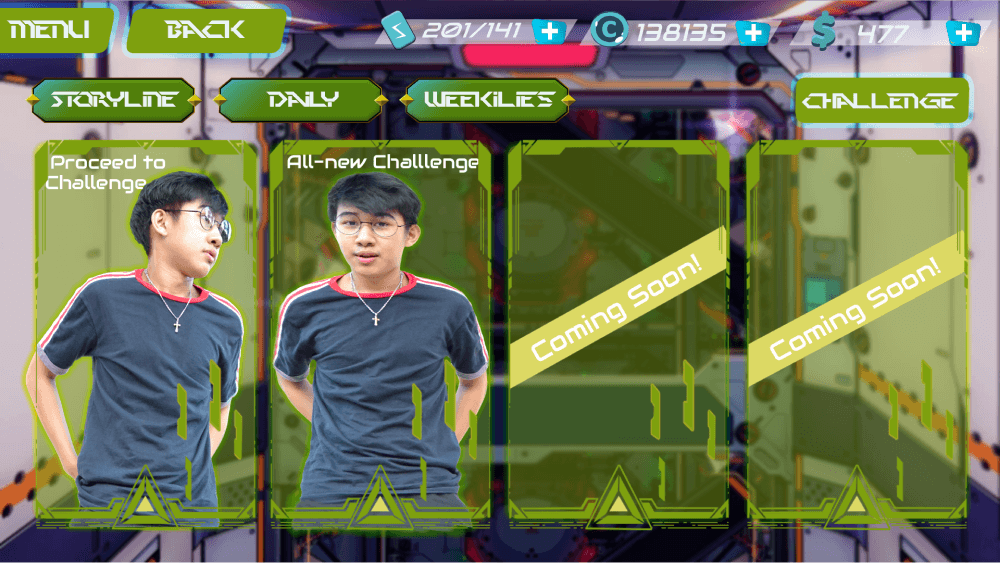 MENU
BACK
S
201/141
C
138135
$
477
STORYLINE
DAILY
WEEKILIES
CHALLENGE
Proceed to
Challenge
All-new Challlenge
Coming Soon!
Coming Soon!